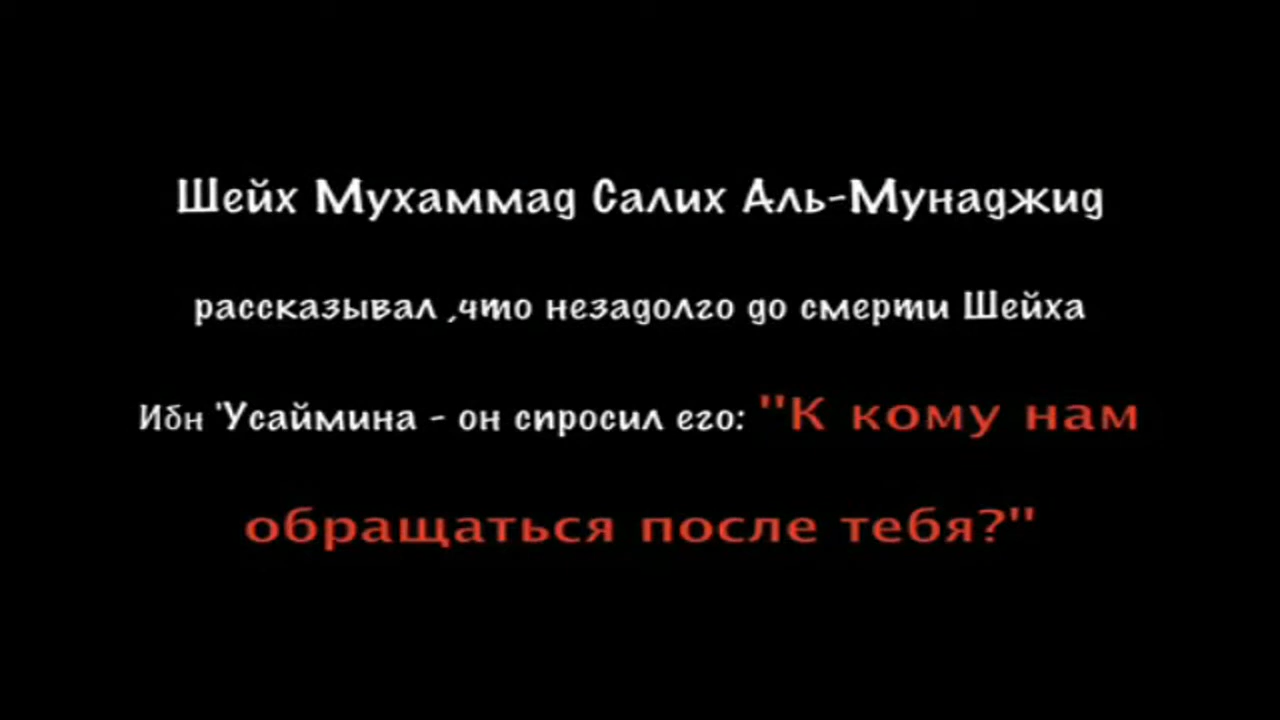 Шейх Мухаммад Салих Аль-Мунаджид
рассказывал ,что незадолго до смерти Шейха
Ибн 'Усаймина - он спросил его: "К кому нам
обращаться после тебя?"